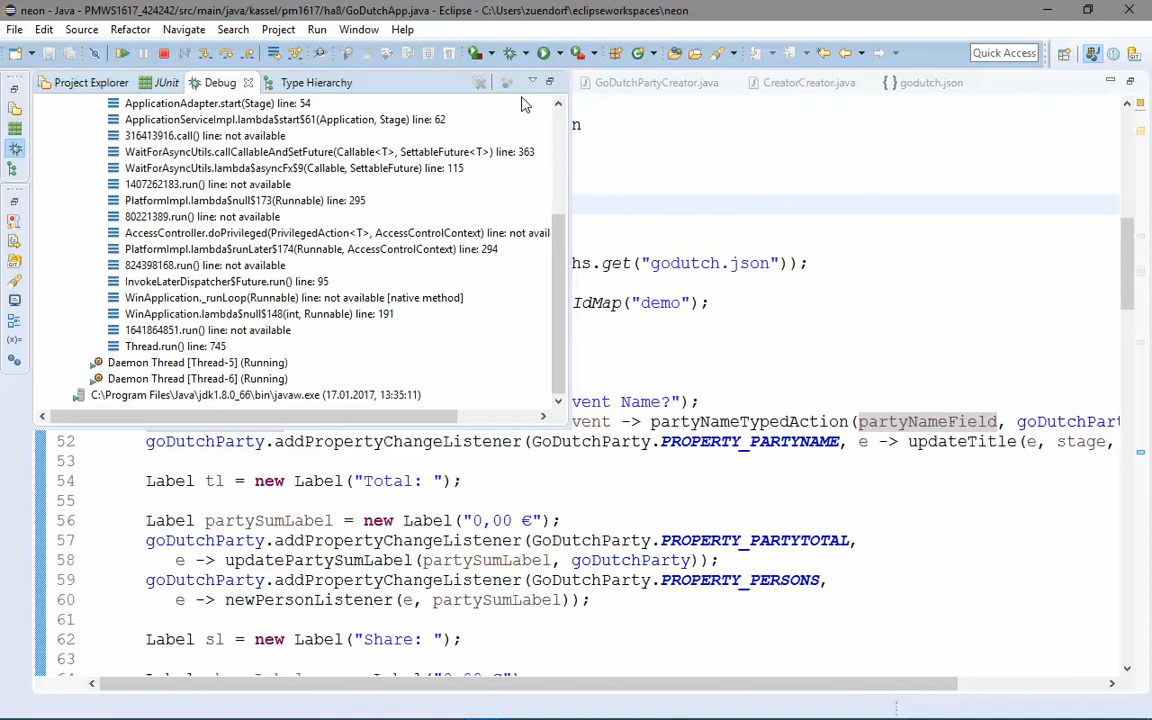 neon - Java - PMWS1617_424242/src/main/java/kassel/pm1617/ha8/GoDutchApp.java - Eclipse - C:\Users\zuendorf\eclipseworkspaces\neon
File Edit Source Refactor Navigate Search Project Run Window Help
Quick Access
Project Explorer JUnit Debug Type Hierarchy GoDutchPartyCreator.java CreatorCreator.java godutch.json
ApplicationAdapter.start(Stage) line: 54
ApplicationServiceImpl.lambda$start$61(Application, Stage) line: 62
n
316413916.call() line: not available
WaitForAsyncUtils.callCallableAndSetFuture(Callable<T>, SettableFuture<T>) line: 363
WaitForAsyncUtils.lambda$asyncFx$9(Callable, SettableFuture) line: 115
1407262183.run() line: not available
PlatformImpl.lambda$null$173(Runnable) line: 295
80221389.run() line: not available
AccessController.doPrivileged(PrivilegedAction<T>, AccessControlContext) line: not avail
PlatformImpl.lambda$runLater$174(Runnable, AccessControlContext) line: 294
hs.get("godutch.json"));
824398168.run() line: not available
InvokeLaterDispatcher$Future.run() line: 95
WinApplication._runLoop(Runnable) line: not available [native method]
IdMap("demo");
WinApplication.lambda$null$148(int, Runnable) line: 191
1641864851.run() line: not available
Thread.run() line: 745
Daemon Thread [Thread-5] (Running)
Daemon Thread [Thread-6] (Running)
C:\Program Files\Java\jdk1.8.0_66\bin\javaw.exe (17.01.2017, 13:35:11)
vent Name?");
vent -> partyNameTypedAction(partyNameField, goDutchPart
52 goDutchParty.addPropertyChangeListener(GoDutchParty.PROPERTY_PARTYNAME, e -> updateTitle(e, stage,
53
54 Label tl = new Label("Total: ");
55
56 Label partySumLabel = new Label("0,00 €");
57 goDutchParty.addPropertyChangeListener(GoDutchParty.PROPERTY_PARTYTOTAL,
58 e -> updatePartySumLabel(partySumLabel, goDutchParty));
59 goDutchParty.addPropertyChangeListener(GoDutchParty.PROPERTY_PERSONS,
60 e -> newPersonListener(e, partySumLabel));
61
62 Label sl = new Label("Share: ");
63